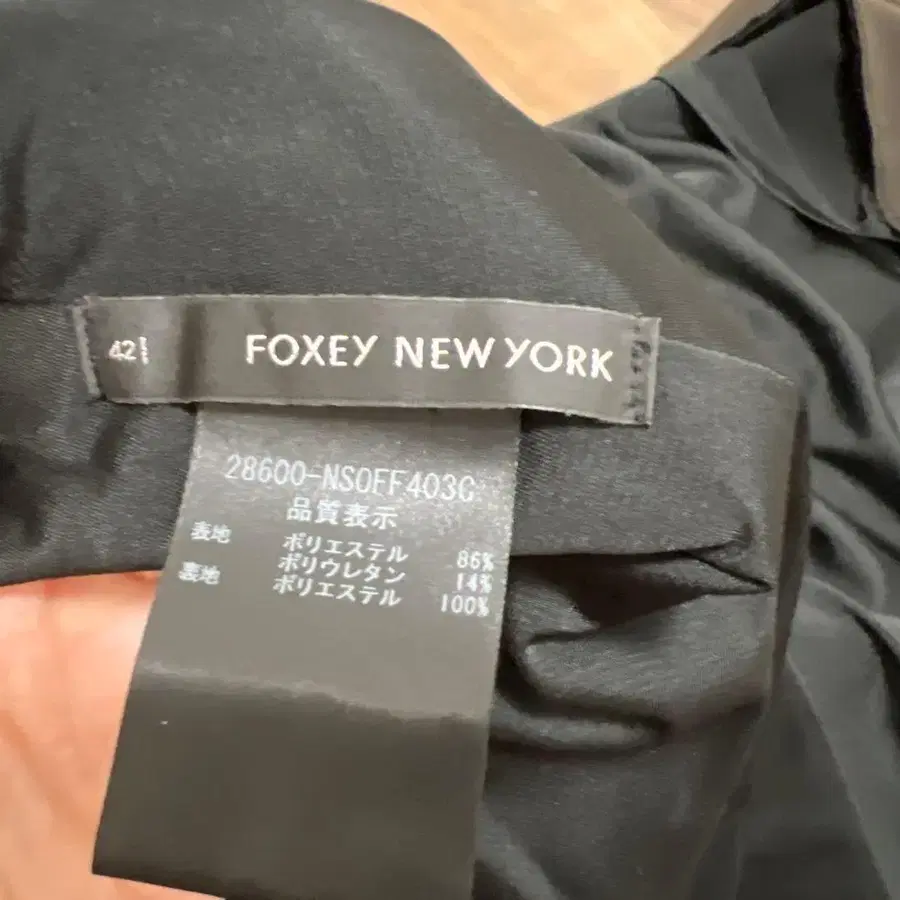 42
FOXEY NEW YORK
28600-NSOFF403C
品質表示
表地 ポリエステル 86%
ポリウレタン 14%
裏地 ポリエステル 100%